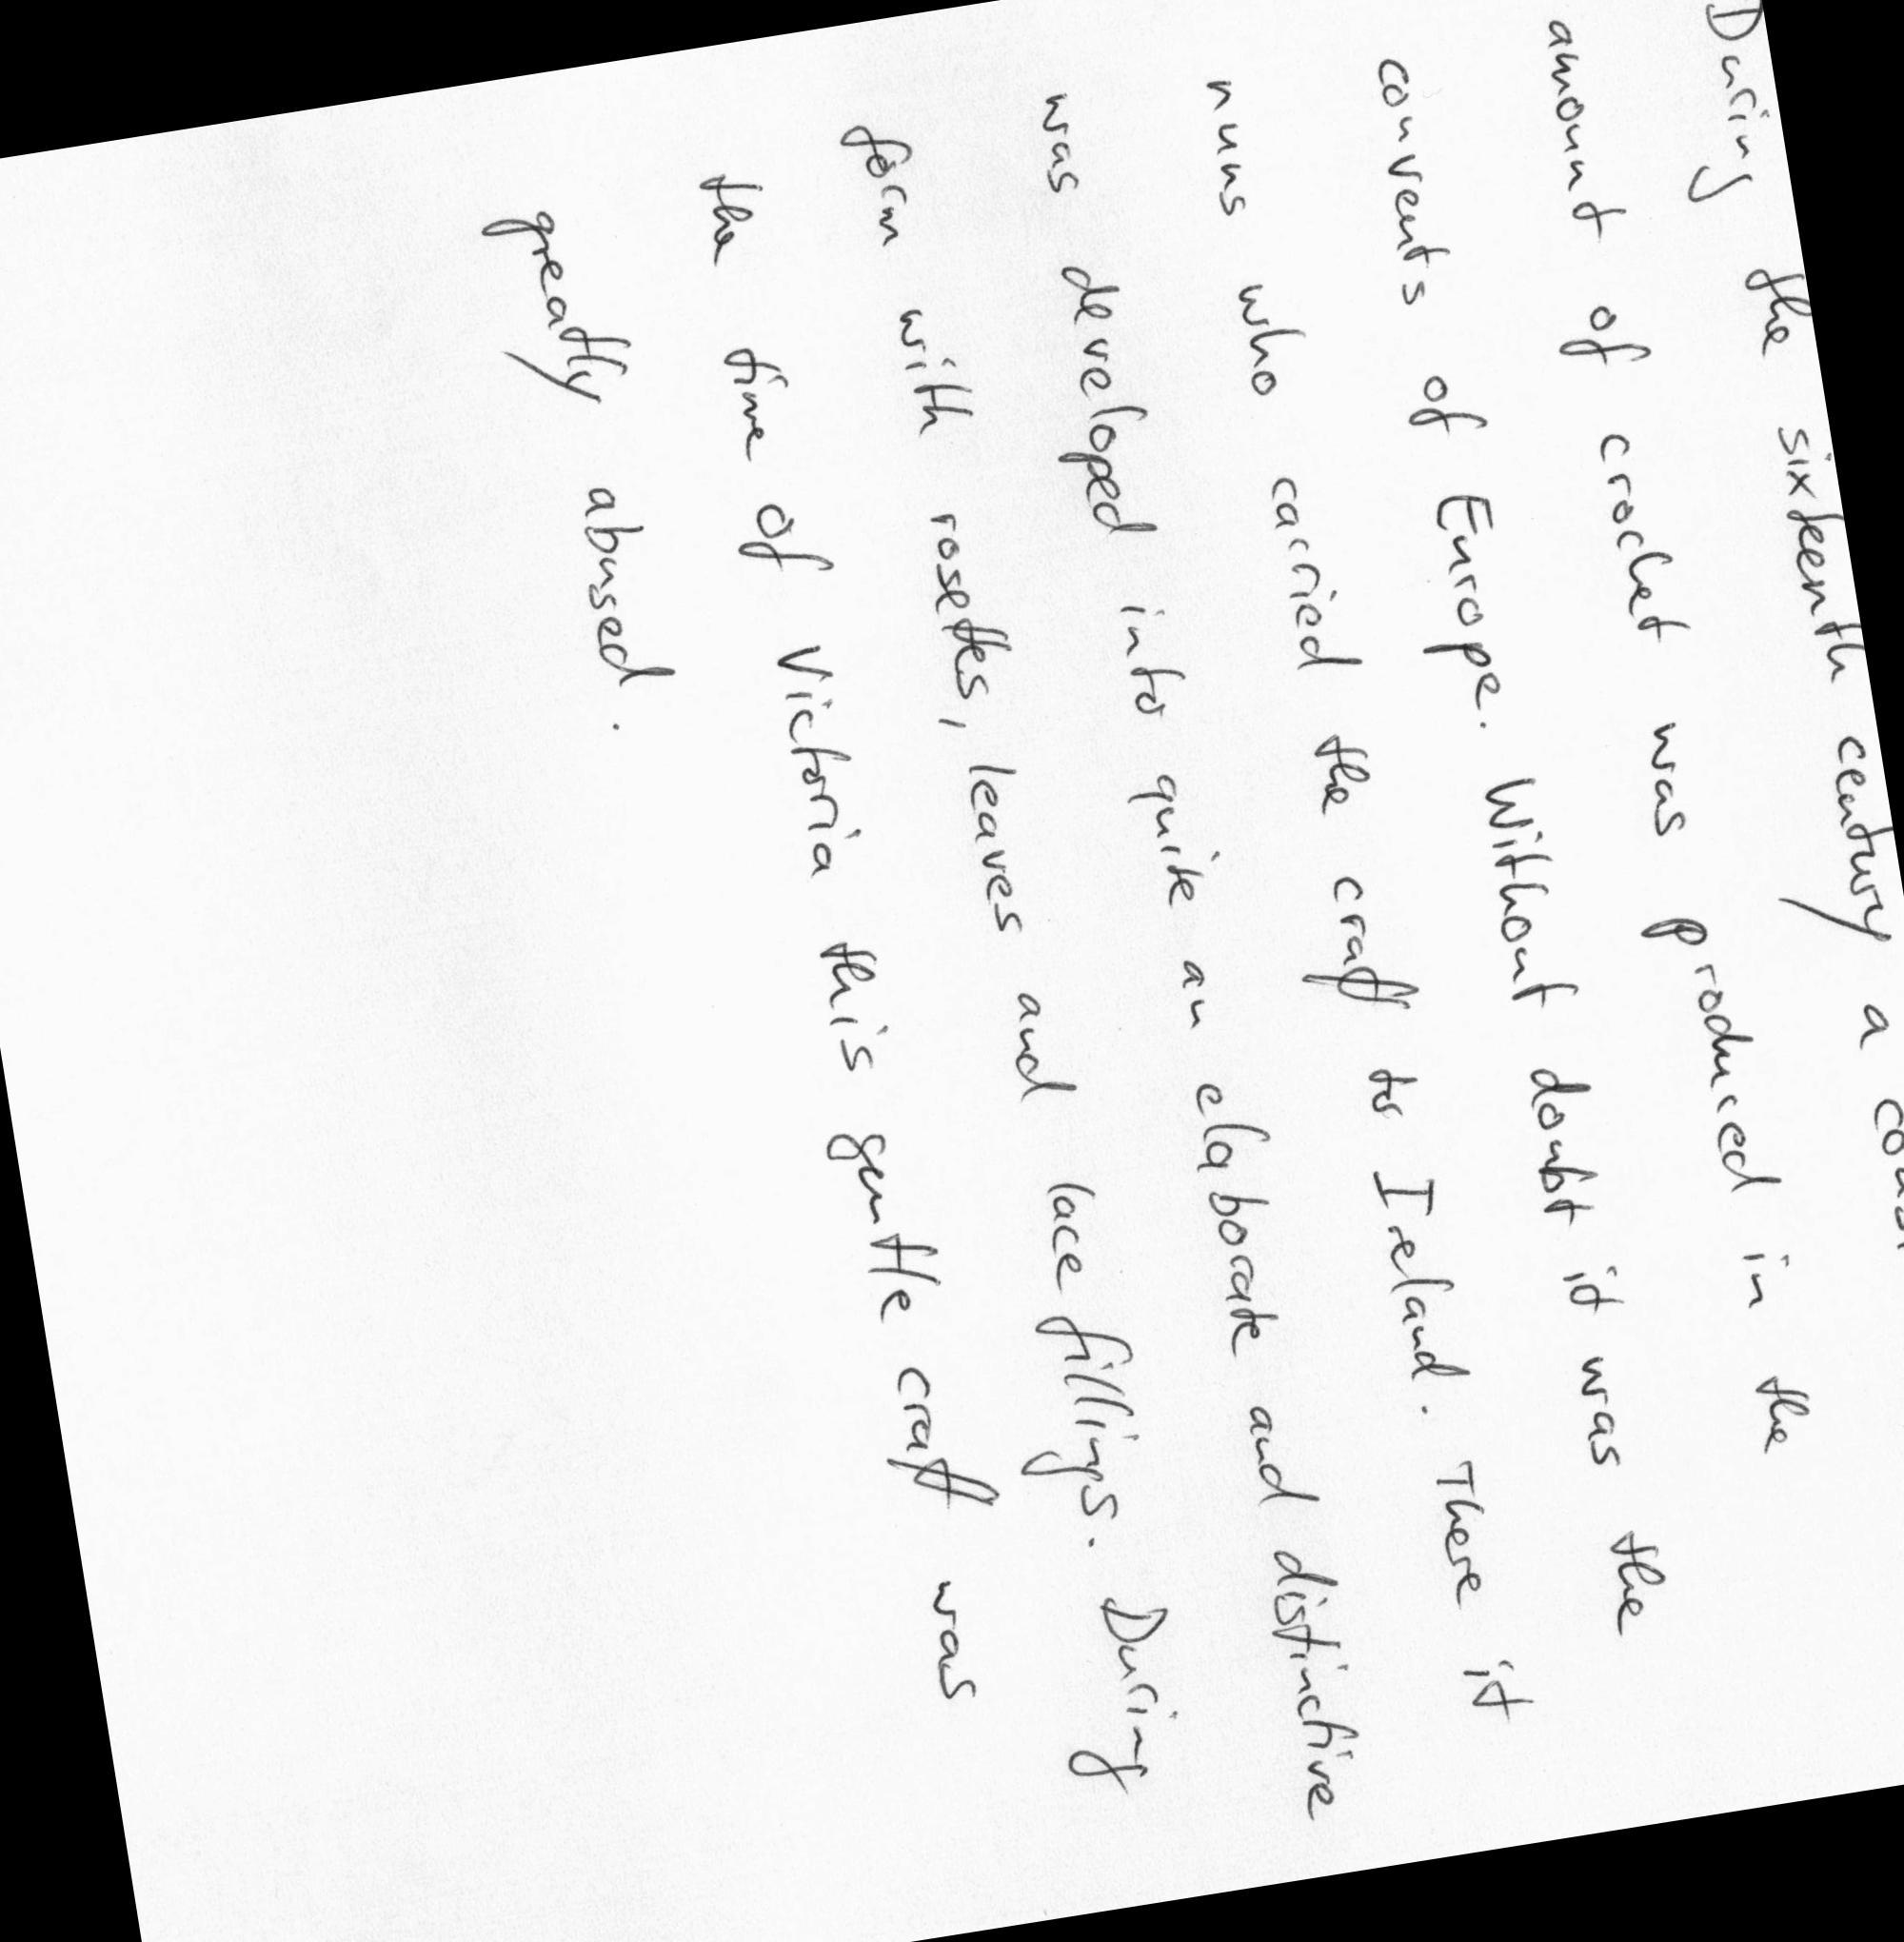 During the sixteenth century a
amount of crochet was produced in the
convents of Europe. Without doubt it was the
nuns who carried the craft to Ireland. There it
was developed into quite an elaborate and distinctive
form with rosettes, leaves and lace fillings. During
the time of Victoria this gentle craft was
greatly abused.